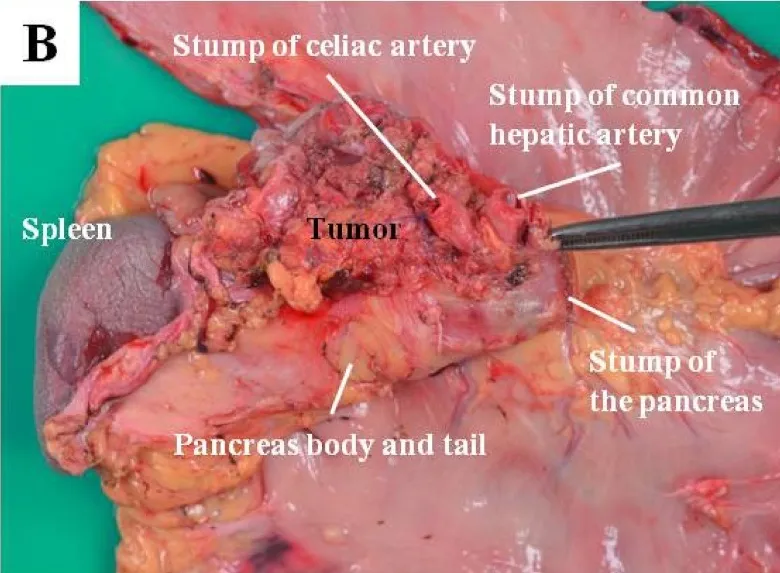 B
Stump of celiac artery
Stump of common
hepatic artery
Spleen
Tumor
Stump of
the pancreas
Pancreas body and tail